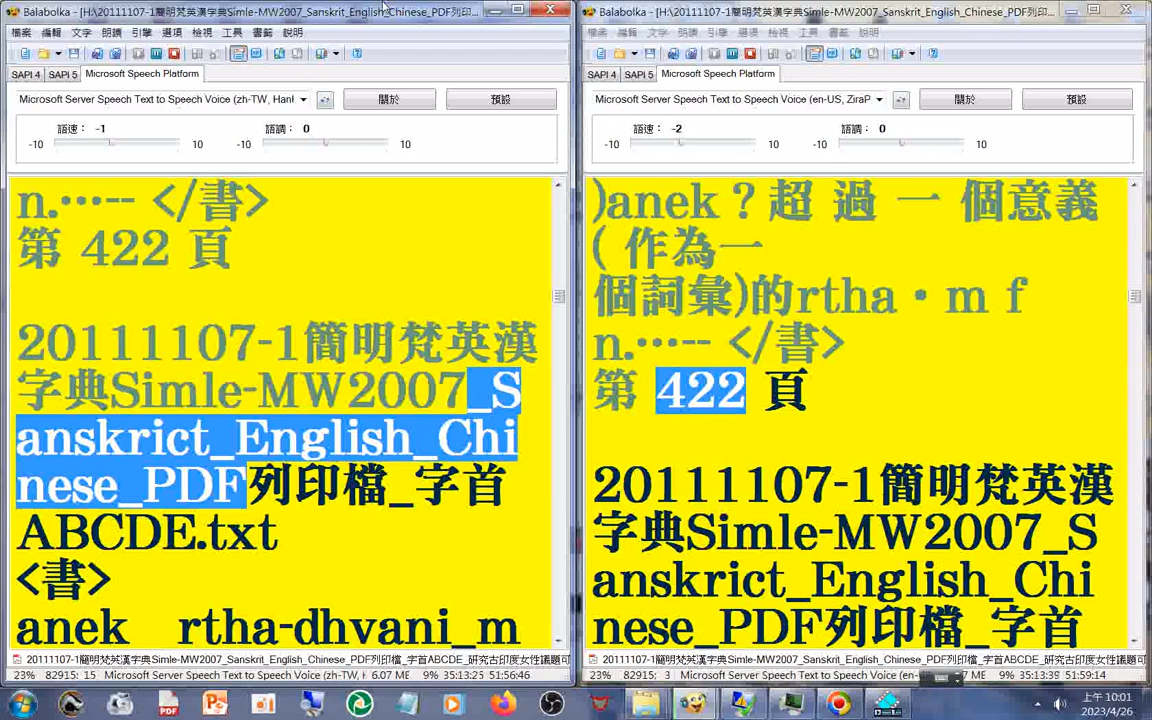 Balabolka - [H:\20111107-1簡明梵英漢字典Simle-MW2007_Sanskrit_English_Chinese_PDF列印...
檔案 編輯 文字 朗讀 引擎 選項 檢視 工具 書籤 說明
SAPI 4 SAPI 5 Microsoft Speech Platform
Microsoft Server Speech Text to Speech Voice (zh-TW, Hanl
關於 預設
語速： -1 語調： 0
-10 10 -10 10
n.…-- </書>
第 422 頁
20111107-1簡明梵英漢
字典Simle-MW2007_S
anskrict_English_Chi
nese_PDF列印檔_字首
ABCDE.txt
<書>
anek rtha-dhvani_m
20111107-1簡明梵英漢字典Simle-MW2007_Sanskrit_English_Chinese_PDF列印檔_字首ABCDE_研究古印度女性議題可
23% 82915: 15 Microsoft Server Speech Text to Speech Voice (zh-TW, H 6.07 MB 9% 35:13:25 51:56:46
Balabolka - [H:\20111107-1簡明梵英漢字典Simle-MW2007_Sanskrit_English_Chinese_PDF列印...
檔案 編輯 文字 朗讀 引擎 選項 檢視 工具 書籤 說明
SAPI 4 SAPI 5 Microsoft Speech Platform
Microsoft Server Speech Text to Speech Voice (en-US, ZiraP
關於 預設
語速： -2 語調： 0
-10 10 -10 10
)anek？超 過 一 個意義
( 作為一
個詞彙)的rtha・m f
n.…-- </書>
第 422 頁
20111107-1簡明梵英漢
字典Simle-MW2007_S
anskrict_English_Chi
nese_PDF列印檔_字首
20111107-1簡明梵英漢字典Simle-MW2007_Sanskrit_English_Chinese_PDF列印檔_字首ABCDE_研究古印度女性議題可
23% 82915: 3 Microsoft Server Speech Text to Speech Voice (en-US, 9% 35:13:25 51:59:14
上午 10:01
2023/4/26